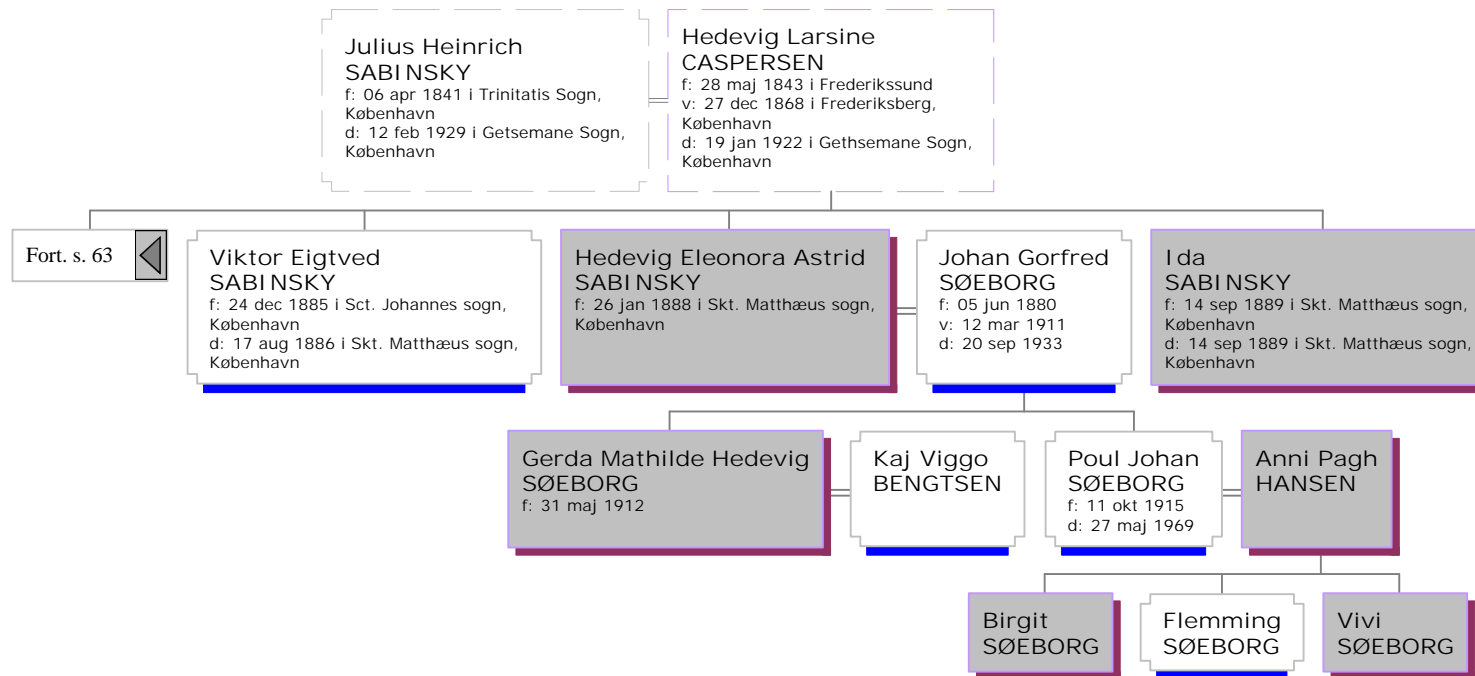 Julius Heinrich
SABINSKY
f: 06 apr 1841 i Trinitatis Sogn,
København
d: 12 feb 1929 i Getsemane Sogn,
København
Hedevig Larsine
CASPERSEN
f: 28 maj 1843 i Frederikssund
v: 27 dec 1868 i Frederiksberg,
København
d: 19 jan 1922 i Gethsemane Sogn,
København
Fort. s. 63
Viktor Eigtved
SABINSKY
f: 24 dec 1885 i Sct. Johannes sogn,
København
d: 17 aug 1886 i Skt. Matthæus sogn,
København
Hedevig Eleonora Astrid
SABINSKY
f: 26 jan 1888 i Skt. Matthæus sogn,
København
Johan Gorfred
SØEBORG
f: 05 jun 1880
v: 12 mar 1911
d: 20 sep 1933
Ida
SABINSKY
f: 14 sep 1889 i Skt. Matthæus sogn,
København
d: 14 sep 1889 i Skt. Matthæus sogn,
København
Gerda Mathilde Hedevig
SØEBORG
f: 31 maj 1912
Kaj Viggo
BENGTSEN
Poul Johan
SØEBORG
f: 11 okt 1915
d: 27 maj 1969
Anni Pagh
HANSEN
Birgit
SØEBORG
Flemming
SØEBORG
Vivi
SØEBORG